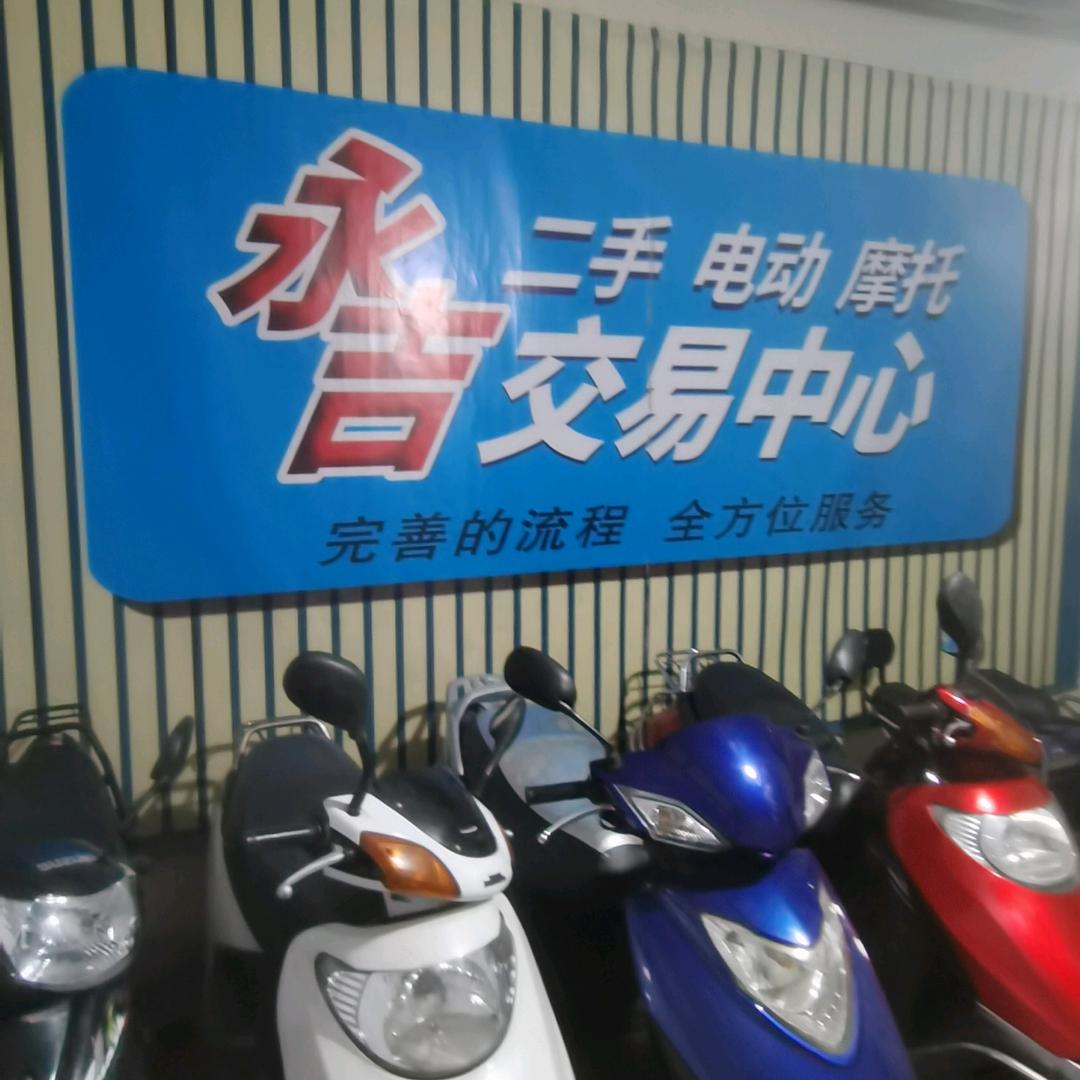 永吉
二手 电动 摩托
交易中心
完善的流程 全方位服务